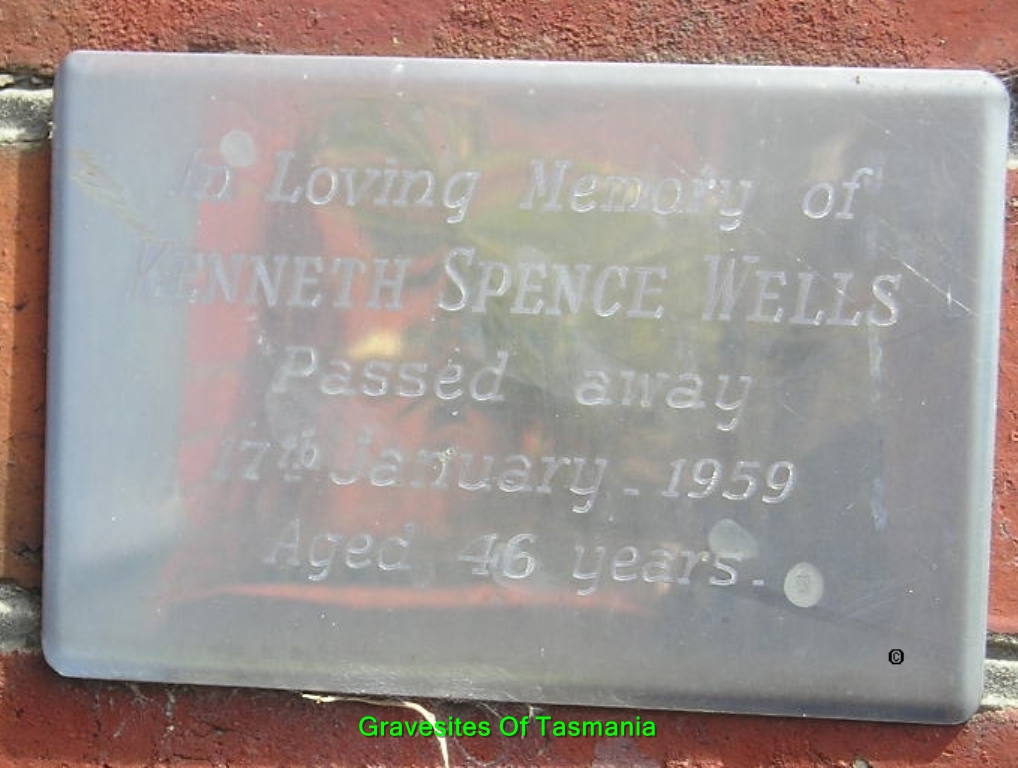 In Loving Memory of
KENNETH SPENCE WELLS
Passed away
17th January - 1959
Aged 46 years.
©
Gravesites Of Tasmania